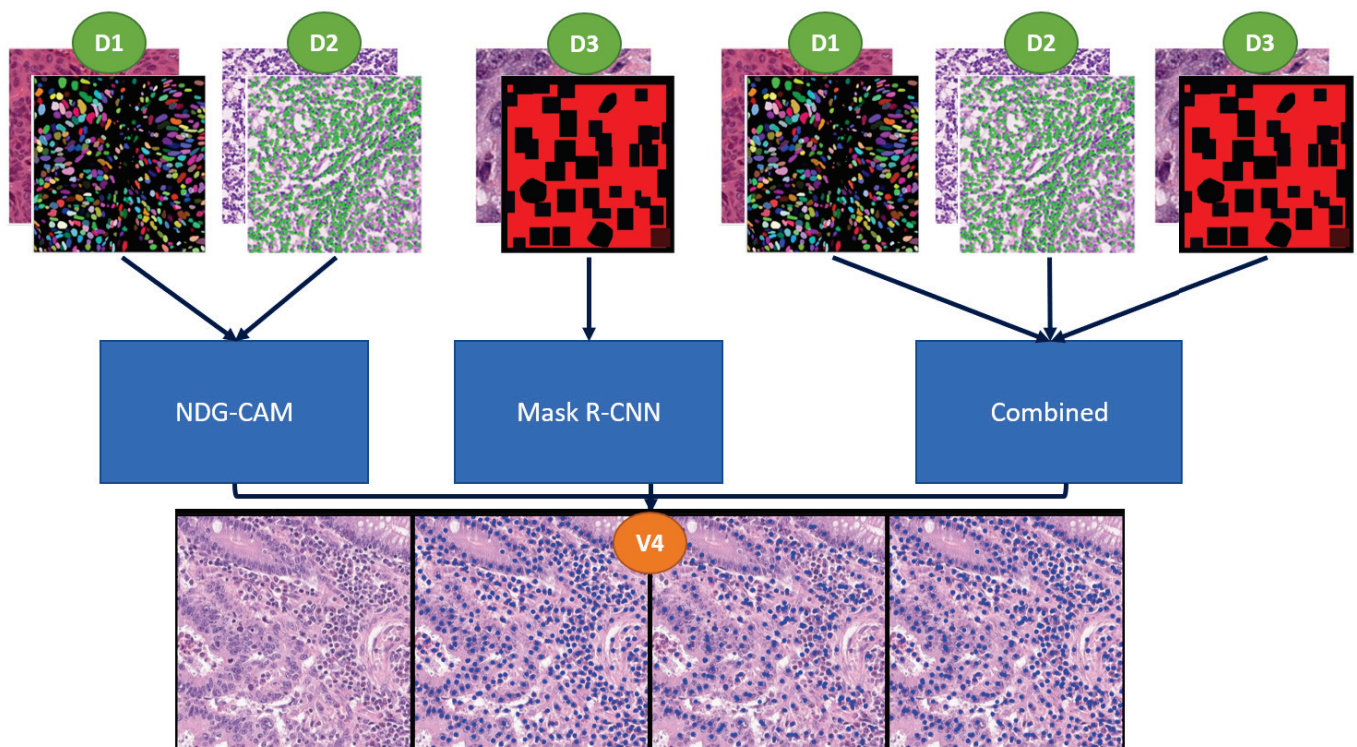 D1
D2
D3
D1
D2
D3
NDG-CAM
Mask R-CNN
Combined
V4